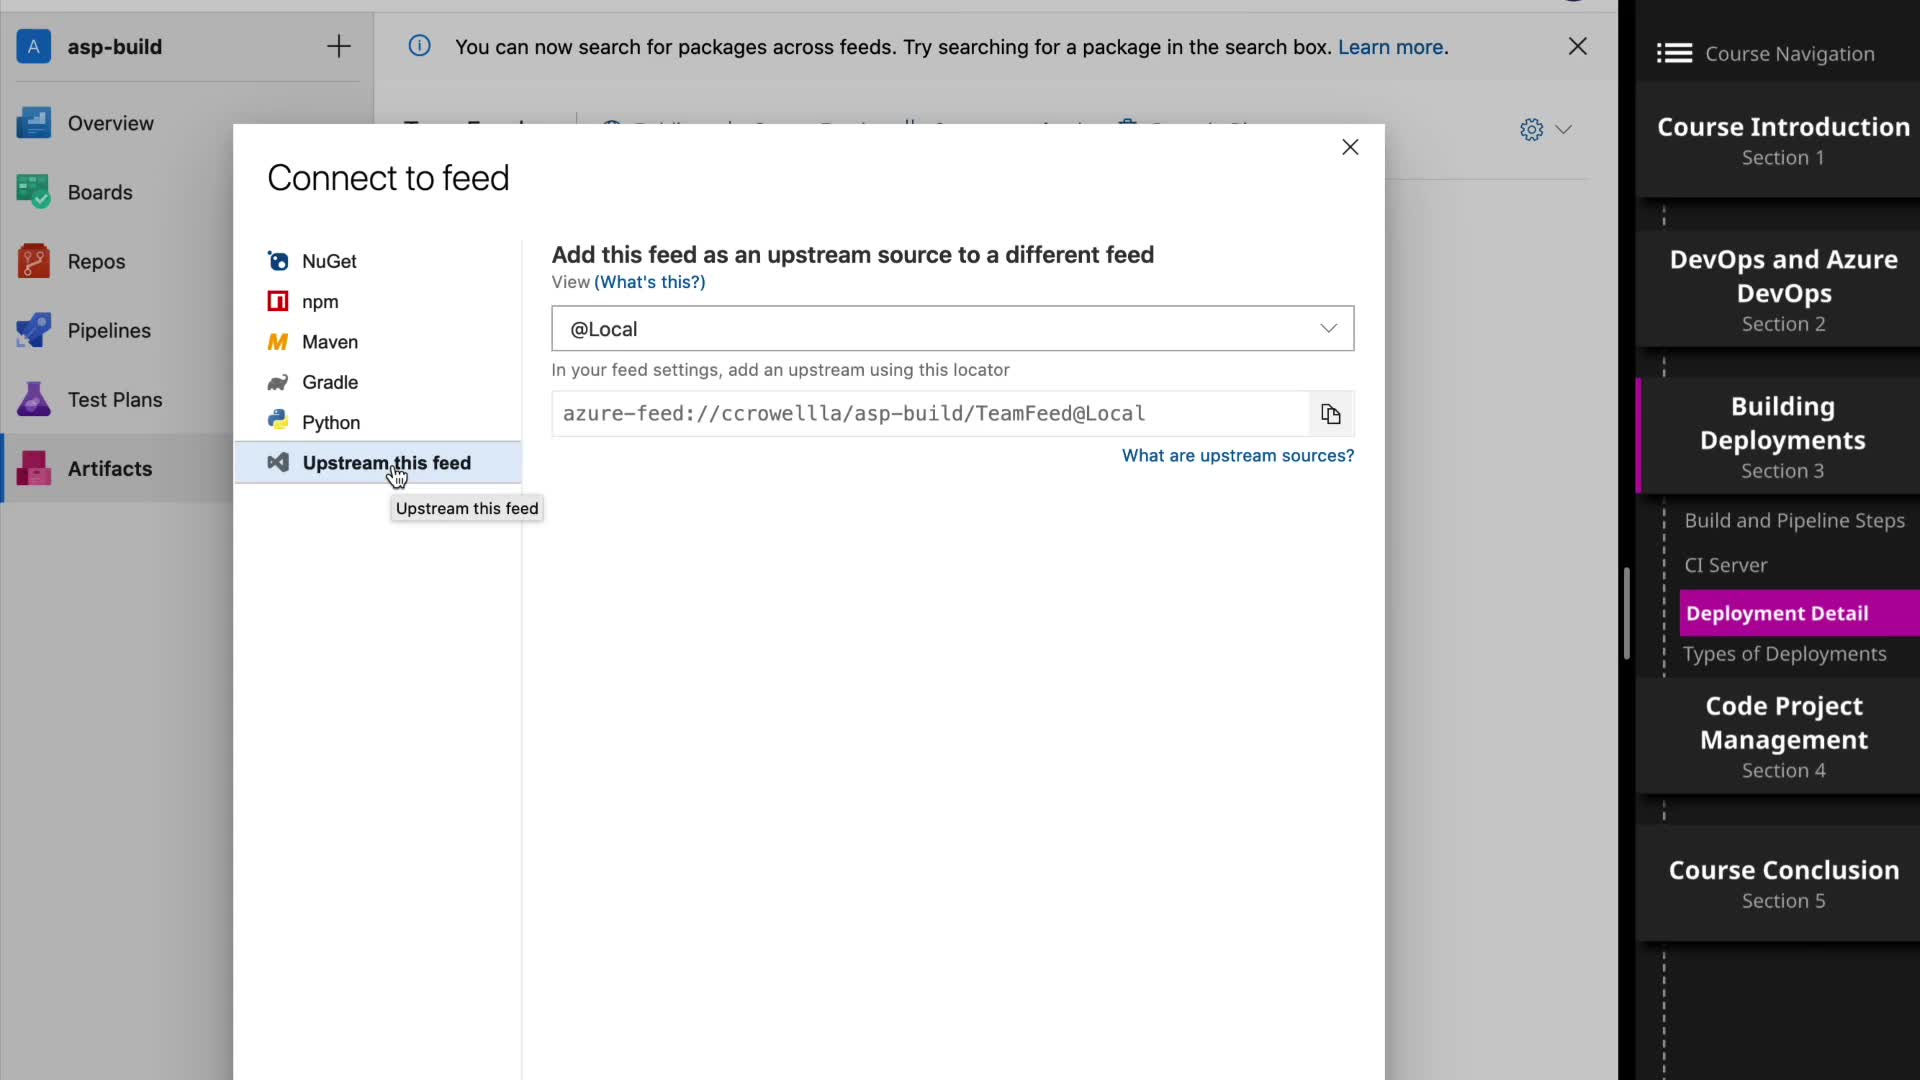 A
asp-build
You can now search for packages across feeds. Try searching for a package in the search box. Learn more.
Overview
Boards
Repos
Pipelines
Test Plans
Artifacts
Connect to feed
NuGet
npm
Maven
Gradle
Python
Upstream this feed
Upstream this feed
Add this feed as an upstream source to a different feed
View (What's this?)
@Local
In your feed settings, add an upstream using this locator
azure-feed://ccrowellla/asp-build/TeamFeed@Local
What are upstream sources?
Course Navigation
Course Introduction
Section 1
DevOps and Azure
DevOps
Section 2
Building
Deployments
Section 3
Build and Pipeline Steps
CI Server
Deployment Detail
Types of Deployments
Code Project
Management
Section 4
Course Conclusion
Section 5